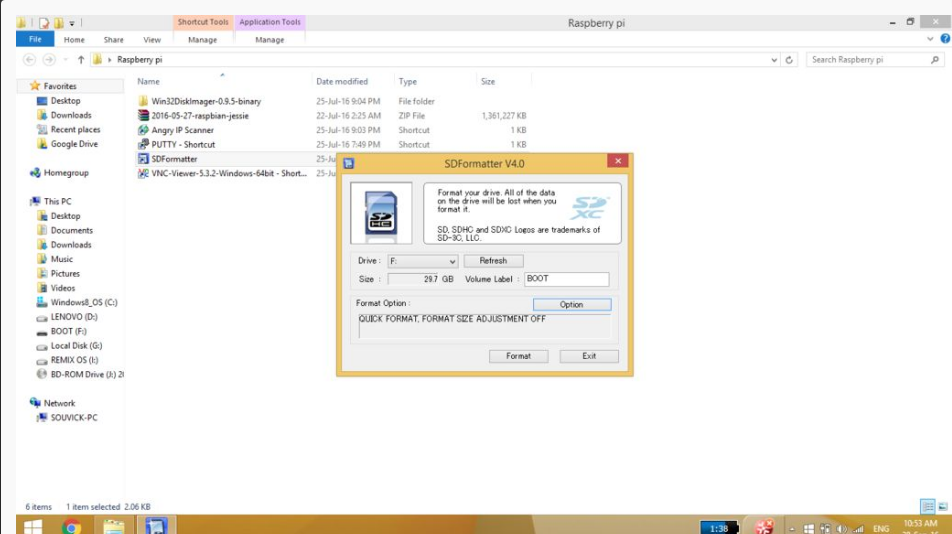 Shortcut Tools Application Tools Raspberry pi
File Home Share View Manage Manage
Raspberry pi Search Raspberry pi
Name Date modified Type Size
Favorites
Desktop
Downloads
Recent places
Google Drive
Homegroup
This PC
Desktop
Documents
Downloads
Music
Pictures
Videos
Windows8_OS (C:)
LENOVO (D:)
BOOT (F:)
Local Disk (G:)
REMIX OS (I:)
BD-ROM Drive (J:) 20
Network
SOUVICK-PC
Win32DiskImager-0.9.5-binary 25-Jul-16 9:04 PM File folder
2016-05-27-raspbian-jessie 22-Jul-16 2:25 AM ZIP File 1,361,227 KB
Angry IP Scanner 25-Jul-16 9:03 PM Shortcut 1 KB
PUTTY - Shortcut 25-Jul-16 7:49 PM Shortcut 1 KB
SDFormatter 25-Ju
VNC-Viewer-5.3.2-Windows-64bit - Short... 25-Ju
SDFormatter V4.0
Format your drive. All of the data
on the drive will be lost when you
format it.
SD, SDHC and SDXC Logos are trademarks of
SD-3C, LLC.
SD HC
SD XC
Drive : F: Refresh
Size : 29.7 GB Volume Label : BOOT
Format Option : Option
QUICK FORMAT, FORMAT SIZE ADJUSTMENT OFF
Format Exit
6 items 1 item selected 2.06 KB
1:38 ENG 10:53 AM